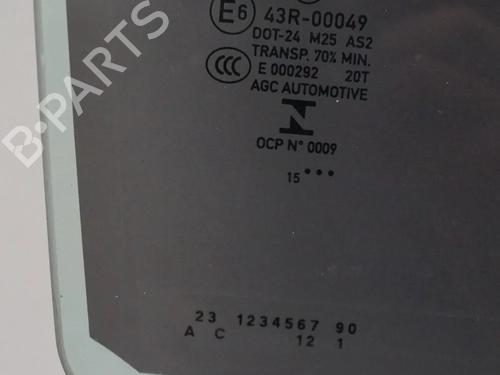 E6 43R-00049
DOT-24 M25 AS2
TRANSP. 70% MIN.
CCC E 000292 20T
AGC AUTOMOTIVE
N
OCP N° 0009
15 •••
23 1234567 90
A C 12 1
B-PARTS